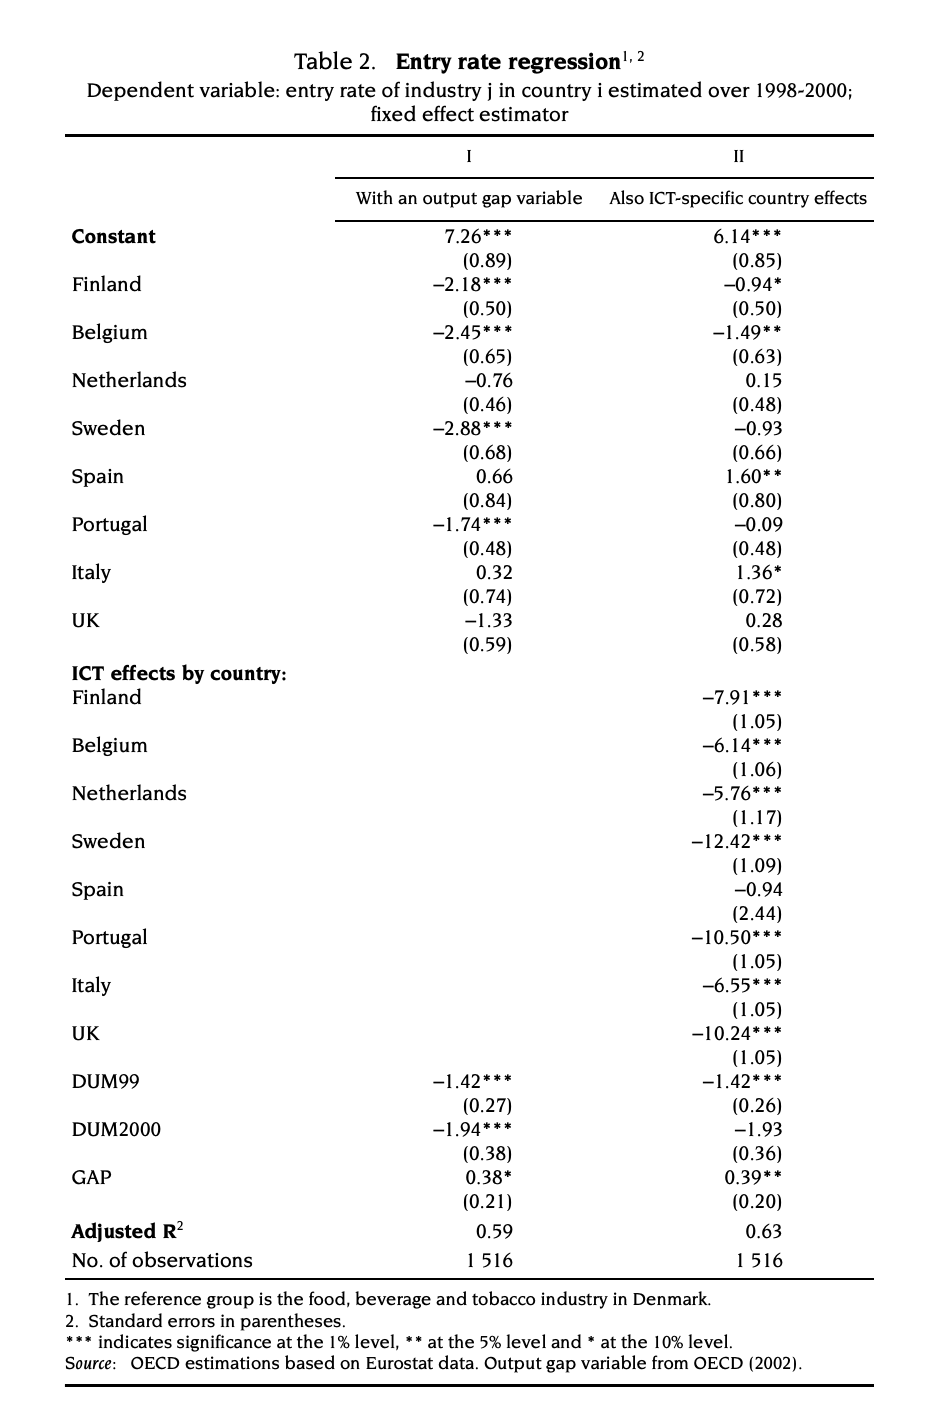 Table 2. Entry rate regression1, 2
Dependent variable: entry rate of industry j in country i estimated over 1998-2000;
fixed effect estimator
I II
With an output gap variable Also ICT-specific country effects
Constant 7.26*** 6.14***
(0.89) (0.85)
Finland –2.18*** –0.94*
(0.50) (0.50)
Belgium –2.45*** –1.49**
(0.65) (0.63)
Netherlands –0.76 0.15
(0.46) (0.48)
Sweden –2.88*** –0.93
(0.68) (0.66)
Spain 0.66 1.60**
(0.84) (0.80)
Portugal –1.74*** –0.09
(0.48) (0.48)
Italy 0.32 1.36*
(0.74) (0.72)
UK –1.33 0.28
(0.59) (0.58)
ICT effects by country:
Finland –7.91***
(1.05)
Belgium –6.14***
(1.06)
Netherlands –5.76***
(1.17)
Sweden –12.42***
(1.09)
Spain –0.94
(2.44)
Portugal –10.50***
(1.05)
Italy –6.55***
(1.05)
UK –10.24***
(1.05)
DUM99 –1.42*** –1.42***
(0.27) (0.26)
DUM2000 –1.94*** –1.93
(0.38) (0.36)
GAP 0.38* 0.39**
(0.21) (0.20)
Adjusted R2 0.59 0.63
No. of observations 1 516 1 516
1. The reference group is the food, beverage and tobacco industry in Denmark.
2. Standard errors in parentheses.
*** indicates significance at the 1% level, ** at the 5% level and * at the 10% level.
Source: OECD estimations based on Eurostat data. Output gap variable from OECD (2002).